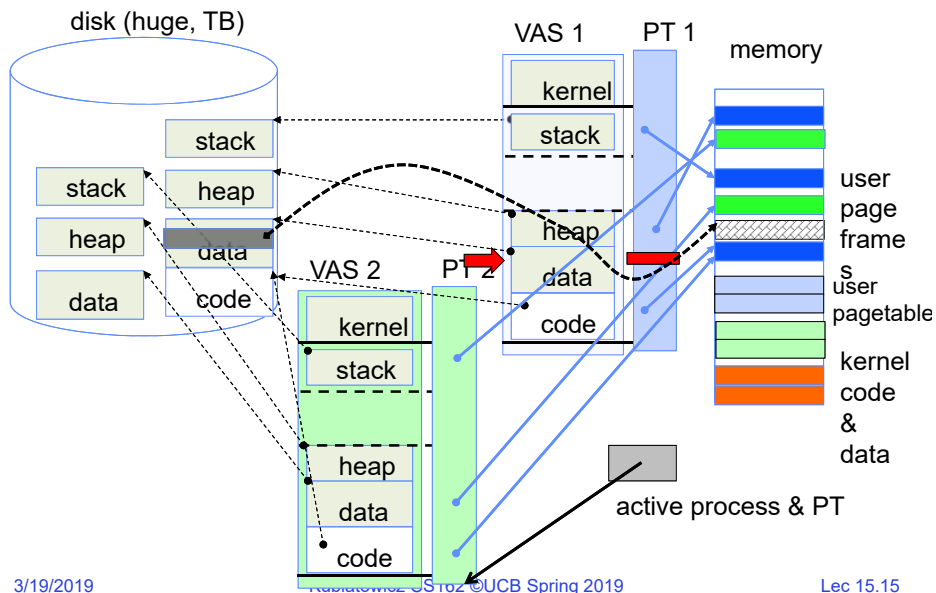 disk (huge, TB)
VAS 1
PT 1
memory
kernel
stack
stack
heap
data
code
stack
heap
data
heap
data
code
VAS 2
PT 2
kernel
stack
heap
data
code
user
page
frame
s
user
pagetable
kernel
code
&
data
active process & PT
3/19/2019
Kubiatowicz CS162 ©UCB Spring 2019
Lec 15.15